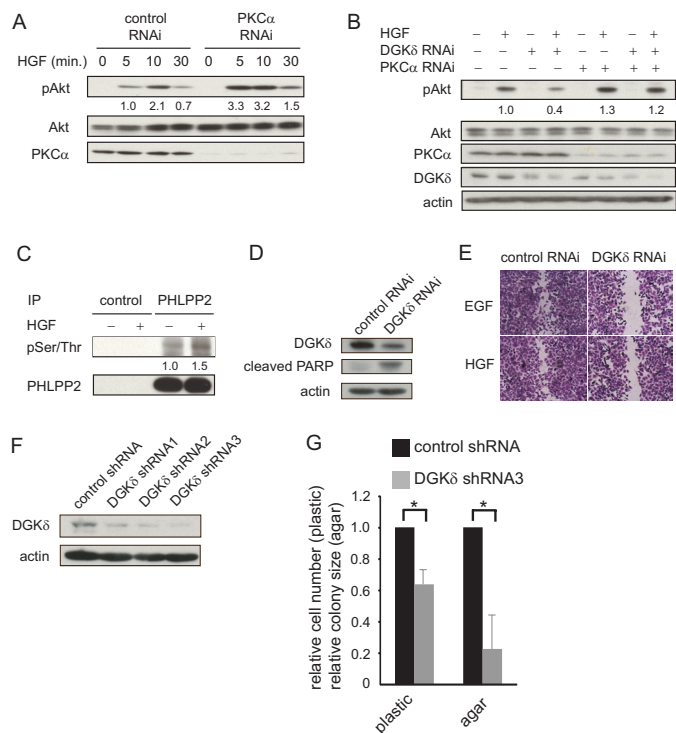 A
control RNAi
PKCα RNAi
HGF (min.) 0 5 10 30 0 5 10 30
pAkt
1.0 2.1 0.7 3.3 3.2 1.5
Akt
PKCα
B
HGF – + – + – + – +
DGKδ RNAi – – + + – – + +
PKCα RNAi – – – – + + + +
pAkt
1.0 0.4 1.3 1.2
Akt
PKCα
DGKδ
actin
C
IP control PHLPP2
HGF – + – +
pSer/Thr
1.0 1.5
PHLPP2
D
control RNAi
DGKδ RNAi
DGKδ
cleaved PARP
actin
E
control RNAi DGKδ RNAi
EGF
HGF
F
control shRNA
DGKδ shRNA1
DGKδ shRNA2
DGKδ shRNA3
DGKδ
actin
G
control shRNA
DGKδ shRNA3
relative cell number (plastic)
relative colony size (agar)
1.2
1.0
0.8
0.6
0.4
0.2
0
* *
plastic
agar